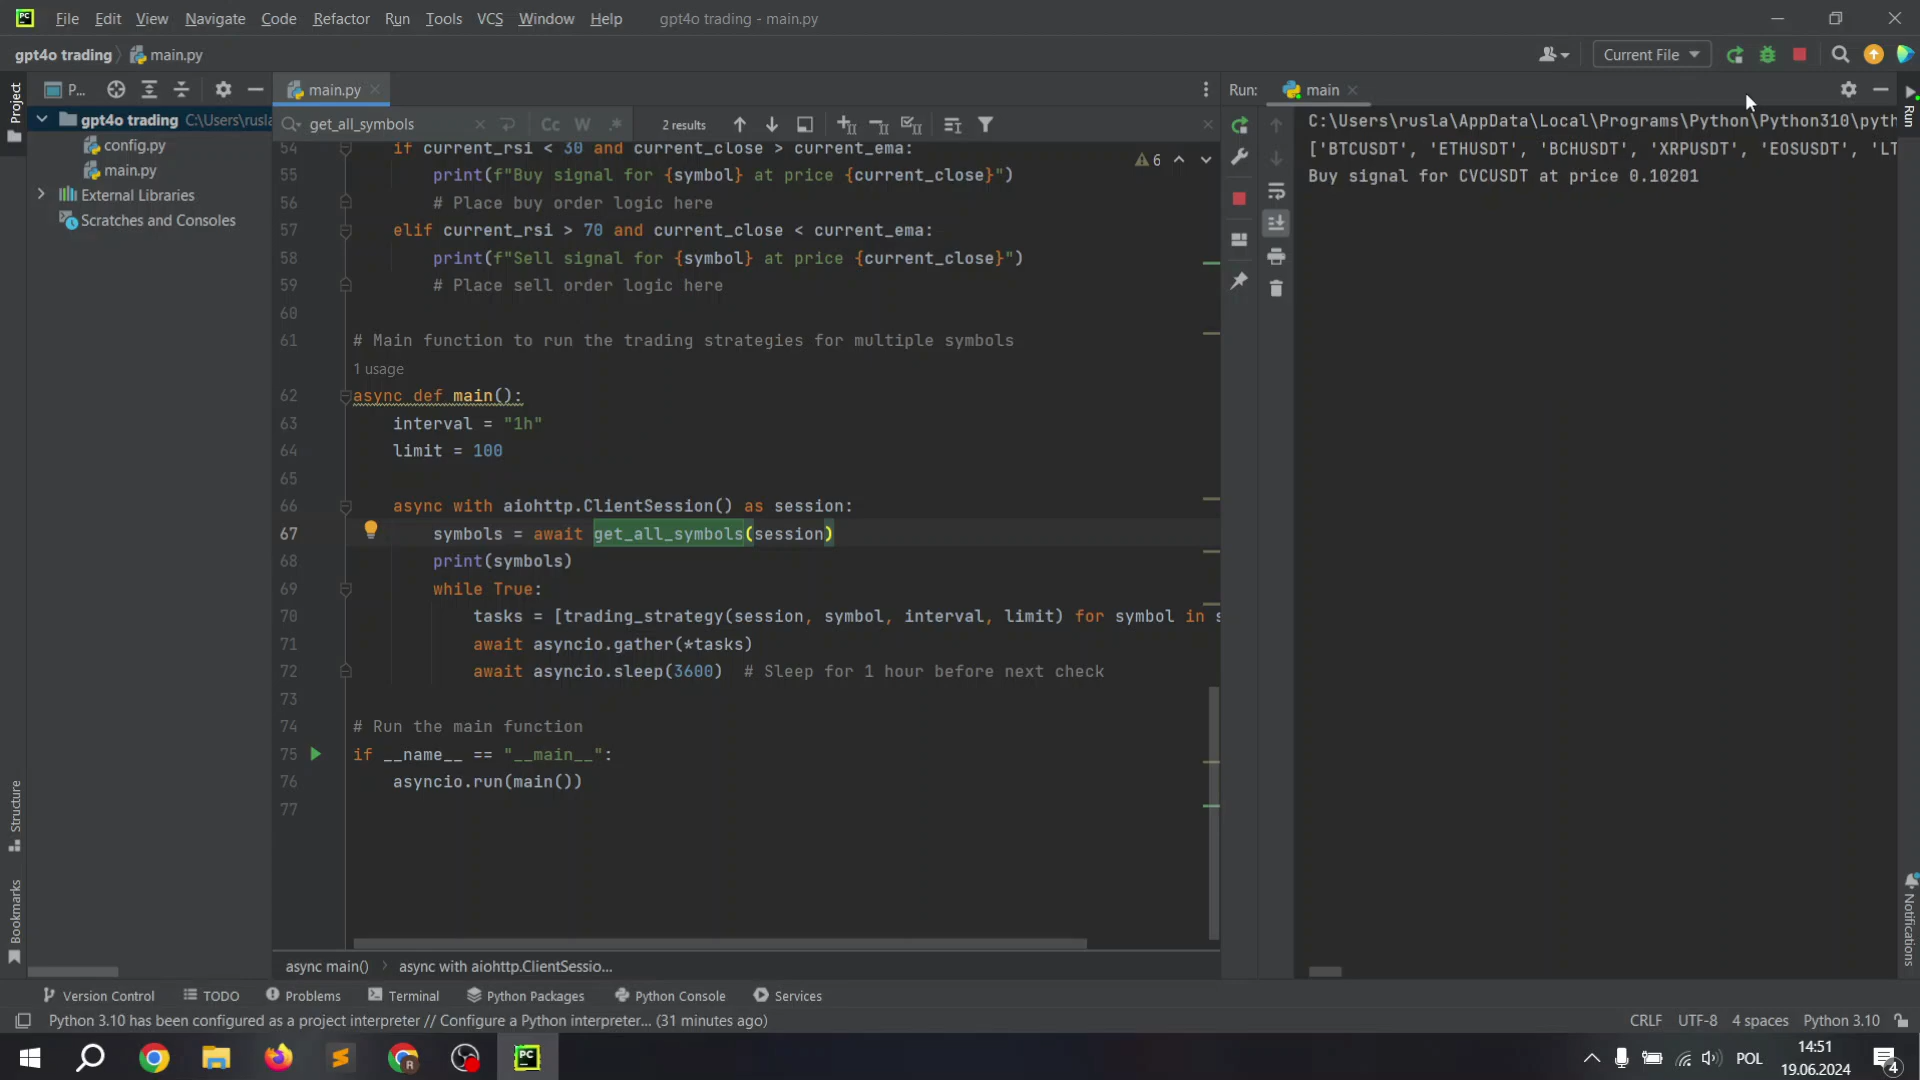 File Edit View Navigate Code Refactor Run Tools VCS Window Help gpt4o trading - main.py
gpt4o trading main.py Current File
Project
P...
gpt4o trading C:\Users\rusla
config.py
main.py
External Libraries
Scratches and Consoles
Structure
Bookmarks
main.py
get_all_symbols Cc W .* 2 results
6
54 if current_rsi < 30 and current_close > current_ema:
55 print(f"Buy signal for {symbol} at price {current_close}")
56 # Place buy order logic here
57 elif current_rsi > 70 and current_close < current_ema:
58 print(f"Sell signal for {symbol} at price {current_close}")
59 # Place sell order logic here
60
61 # Main function to run the trading strategies for multiple symbols
1 usage
62 async def main():
63 interval = "1h"
64 limit = 100
65
66 async with aiohttp.ClientSession() as session:
67 symbols = await get_all_symbols(session)
68 print(symbols)
69 while True:
70 tasks = [trading_strategy(session, symbol, interval, limit) for symbol in s
71 await asyncio.gather(*tasks)
72 await asyncio.sleep(3600) # Sleep for 1 hour before next check
73
74 # Run the main function
75 if __name__ == "__main__":
76 asyncio.run(main())
77
async main() async with aiohttp.ClientSessio...
Run: main
C:\Users\rusla\AppData\Local\Programs\Python\Python310\pyth
['BTCUSDT', 'ETHUSDT', 'BCHUSDT', 'XRPUSDT', 'EOSUSDT', 'LT
Buy signal for CVCUSDT at price 0.10201
Run
Notifications
Version Control TODO Problems Terminal Python Packages Python Console Services
Python 3.10 has been configured as a project interpreter // Configure a Python interpreter... (31 minutes ago) CRLF UTF-8 4 spaces Python 3.10
PC R POL 14:51
19.06.2024 4